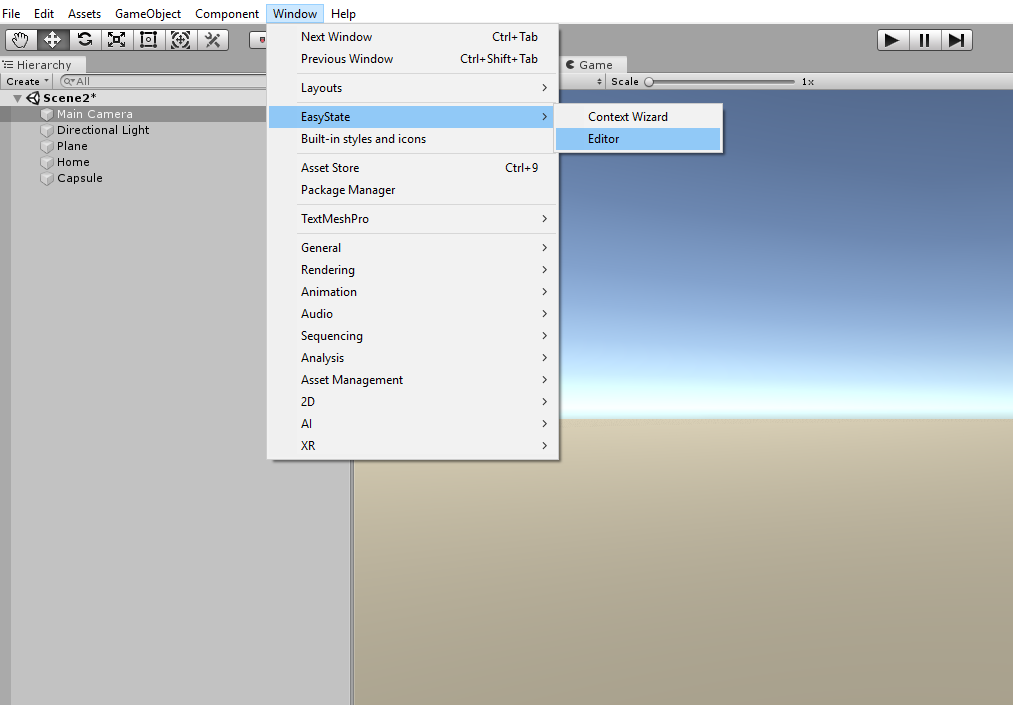 File Edit Assets GameObject Component Window Help
Next Window Ctrl+Tab
Previous Window Ctrl+Shift+Tab
Hierarchy
Game
Create All
Scale 1x
Layouts
Scene2*
Main Camera
Directional Light
Plane
Home
Capsule
EasyState
Context Wizard
Editor
Built-in styles and icons
Asset Store Ctrl+9
Package Manager
TextMeshPro
General
Rendering
Animation
Audio
Sequencing
Analysis
Asset Management
2D
AI
XR